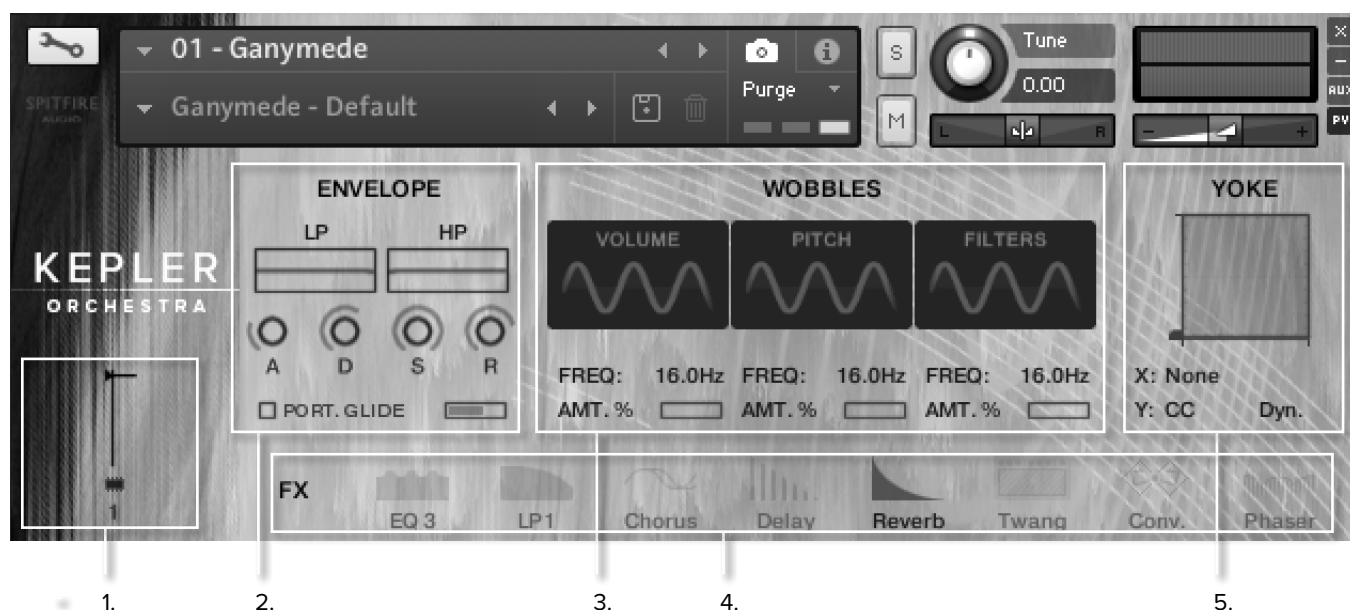 01 - Ganymede
Tune
S
SPITFIRE
AUDIO
Ganymede - Default
Purge
0.00
AUX
M
L
R
-
+
PV
ENVELOPE
WOBBLES
YOKE
LP
HP
VOLUME
PITCH
FILTERS
KEPLER
ORCHESTRA
A
D
S
R
FREQ: 16.0Hz FREQ: 16.0Hz FREQ: 16.0Hz
X: None
PORT. GLIDE
AMT. % AMT. % AMT. %
Y: CC Dyn.
1
FX
EQ 3 LP1 Chorus Delay Reverb Twang Conv. Phaser
1. 2. 3. 4. 5.